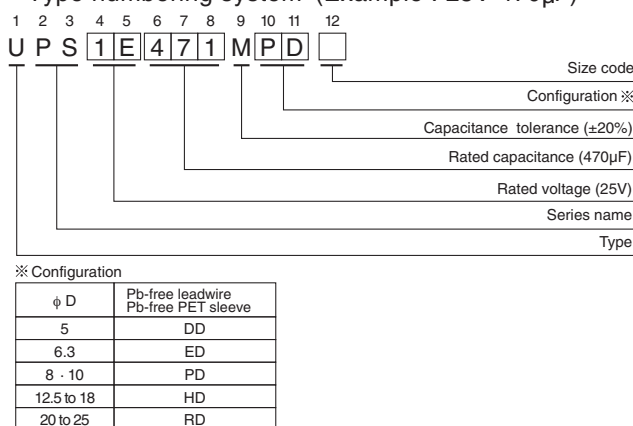 Type numbering system (Example : 25V 470μF)
1 2 3 4 5 6 7 8 9 10 11 12
U P S 1 E 4 7 1 M P D
Size code
Configuration ※
Capacitance tolerance (±20%)
Rated capacitance (470μF)
Rated voltage (25V)
Series name
Type
※ Configuration
ϕ D
Pb-free leadwire
Pb-free PET sleeve
5 DD
6.3 ED
8 · 10 PD
12.5 to 18 HD
20 to 25 RD